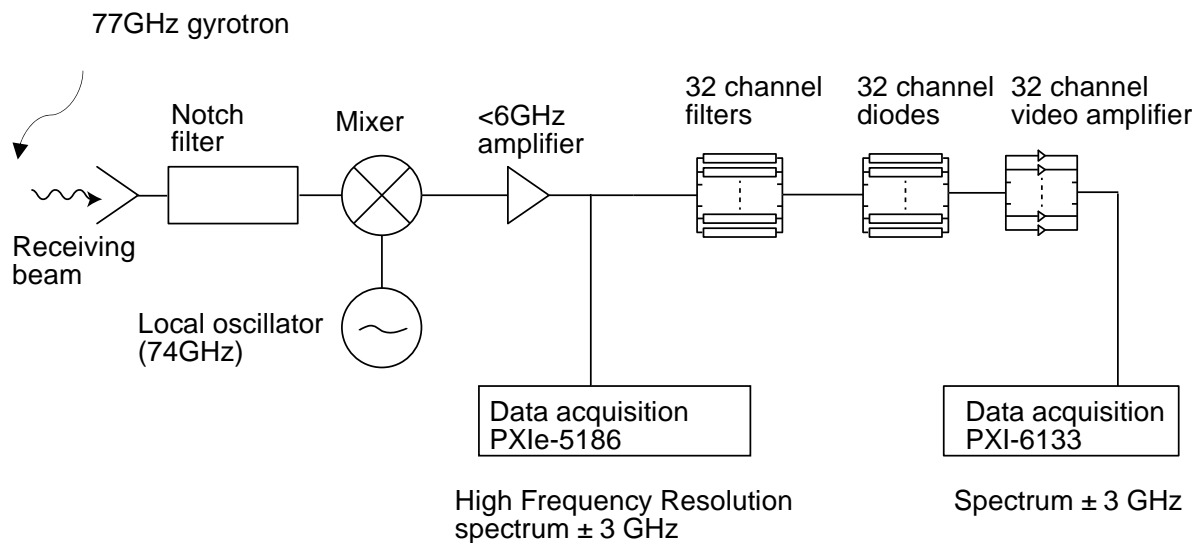 77GHz gyrotron
Notch
filter
Mixer
<6GHz
amplifier
32 channel
filters
32 channel
diodes
32 channel
video amplifier
Receiving
beam
Local oscillator
(74GHz)
Data acquisition
PXIe-5186
Data acquisition
PXI-6133
High Frequency Resolution
spectrum ± 3 GHz
Spectrum ± 3 GHz